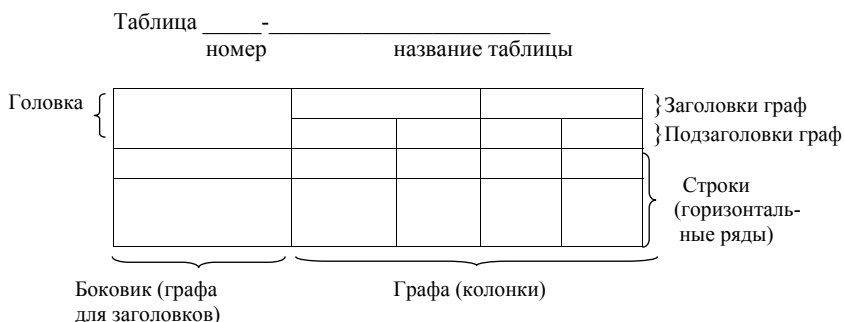 Таблица _____-________________________
номер название таблицы
Головка
Заголовки граф
Подзаголовки граф
Строки
(горизонталь-
ные ряды)
Боковик (графа
для заголовков)
Графа (колонки)